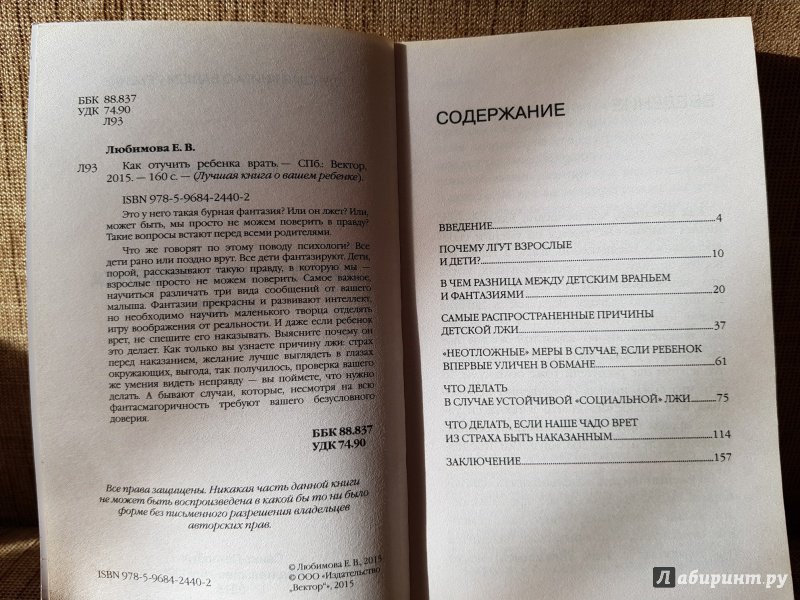 ББК 88.837
УДК 74.90
Л93
Любимова Е. В.
Л93 Как отучить ребенка врать.— СПб.: Вектор,
2015. — 160 с. — (Лучшая книга о вашем ребенке).
ISBN 978-5-9684-2440-2
Это у него такая бурная фантазия? Или он лжет? Или,
может быть, мы просто не можем поверить в правду?
Такие вопросы встают перед всеми родителями.
Что же говорят по этому поводу психологи? Все
дети рано или поздно врут. Все дети фантазируют. Дети,
порой, рассказывают такую правду, в которую мы —
взрослые просто не можем поверить. Самое важное,
научиться различать три вида сообщений от вашего
малыша. Фантазии прекрасны и развивают интеллект,
но необходимо научить маленького творца отделять
игру воображения от реальности. И даже если ребенок
врет, не спешите его наказывать. Выясните почему он
это делает. Как только вы узнаете причину лжи: страх
перед наказанием, желание лучше выглядеть в глазах
окружающих, выгода, так получилось, проверка вашего
же умения видеть неправду — вы поймете, что нужно
делать. А бывают случаи, которые, несмотря на всю
фантасмагоричность требуют вашего безусловного
доверия.
ББК 88.837
УДК 74.90
Все права защищены. Никакая часть данной книги
не может быть воспроизведена в какой бы то ни было
форме без письменного разрешения владельцев
авторских прав.
© Любимова Е. В., 2015
© ООО «Издательство
ISBN 978-5-9684-2440-2 „Вектор“, 2015
СОДЕРЖАНИЕ
ВВЕДЕНИЕ 4
ПОЧЕМУ ЛГУТ ВЗРОСЛЫЕ
И ДЕТИ? 10
В ЧЕМ РАЗНИЦА МЕЖДУ ДЕТСКИМ ВРАНЬЕМ
И ФАНТАЗИЯМИ 20
САМЫЕ РАСПРОСТРАНЕННЫЕ ПРИЧИНЫ
ДЕТСКОЙ ЛЖИ 37
«НЕОТЛОЖНЫЕ» МЕРЫ В СЛУЧАЕ, ЕСЛИ РЕБЕНОК
ВПЕРВЫЕ УЛИЧЕН В ОБМАНЕ 61
ЧТО ДЕЛАТЬ
В СЛУЧАЕ УСТОЙЧИВОЙ «СОЦИАЛЬНОЙ» ЛЖИ 75
ЧТО ДЕЛАТЬ, ЕСЛИ НАШЕ ЧАДО ВРЕТ
ИЗ СТРАХА БЫТЬ НАКАЗАННЫМ 114
ЗАКЛЮЧЕНИЕ 157
Лабиринт.ру